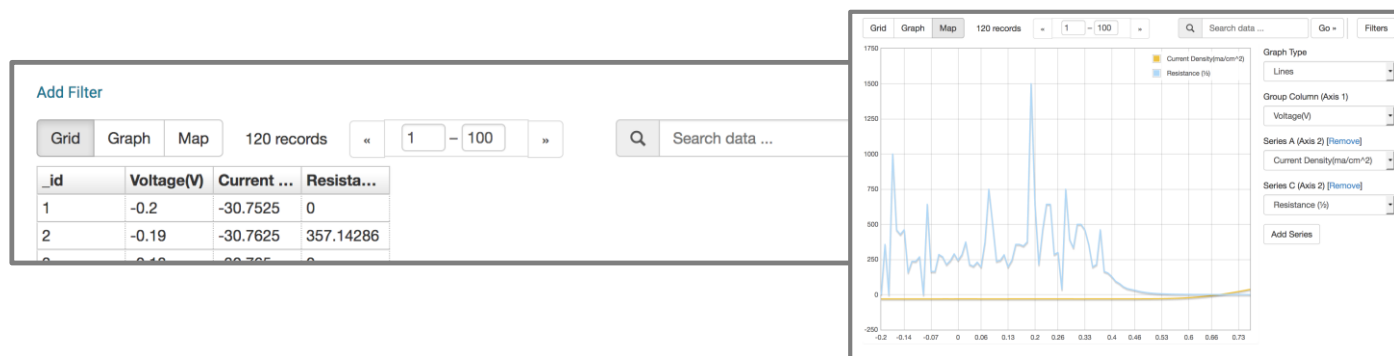 Add Filter
Grid Graph Map 120 records « 1 – 100 » Search data ...
_id Voltage(V) Current ... Resista...
1 -0.2 -30.7525 0
2 -0.19 -30.7625 357.14286
Grid Graph Map 120 records « 1 – 100 » Search data ... Go » Filters
Graph Type
Lines
Group Column (Axis 1)
Voltage(V)
Series A (Axis 2) [Remove]
Current Density(ma/cm^2)
Series C (Axis 2) [Remove]
Resistance (½)
Add Series
Current Density(ma/cm^2)
Resistance (½)
1750
1500
1250
1000
750
500
250
0
-250
-0.2 -0.14 -0.07 0 0.06 0.13 0.2 0.26 0.33 0.4 0.46 0.53 0.6 0.66 0.73